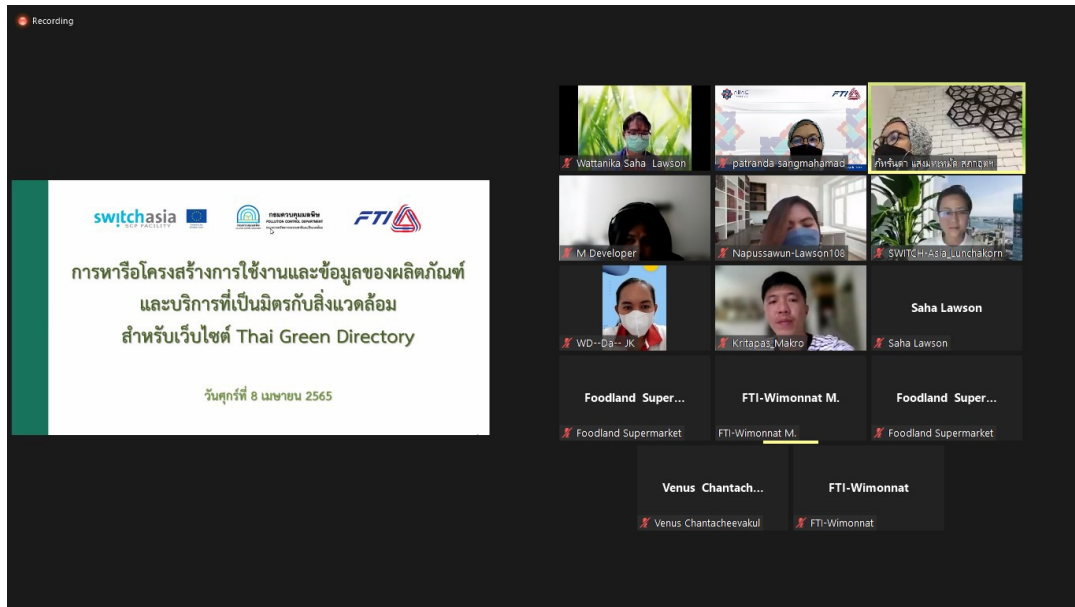 Recording
switchasia
SCP FACILITY
กรมควบคุมมลพิษ
POLLUTION CONTROL DEPARTMENT
FTI
การหารือโครงสร้างการใช้งานและข้อมูลของผลิตภัณฑ์
และบริการที่เป็นมิตรกับสิ่งแวดล้อม
สำหรับเว็บไซต์ Thai Green Directory
วันศุกร์ที่ 8 เมษายน 2565
FTI
Wattanika Saha Lawson
patranda sangmahamad
M Developer
Napussawun-Lawson108
SWITCH-Asia_Lunchakorn
WD--Da-- JK
Kritapas_Makro
Saha Lawson
Saha Lawson
Foodland Super...
FTI-Wimonnat M.
Foodland Super...
Foodland Supermarket
FTI-Wimonnat M.
Foodland Supermarket
Venus Chantach...
FTI-Wimonnat
Venus Chantacheevakul
FTI-Wimonnat